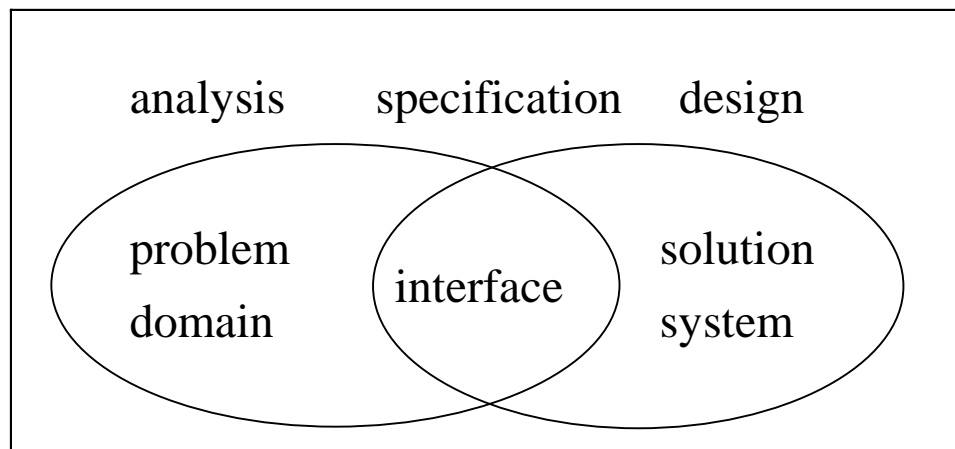 analysis specification design
problem
domain
interface
solution
system